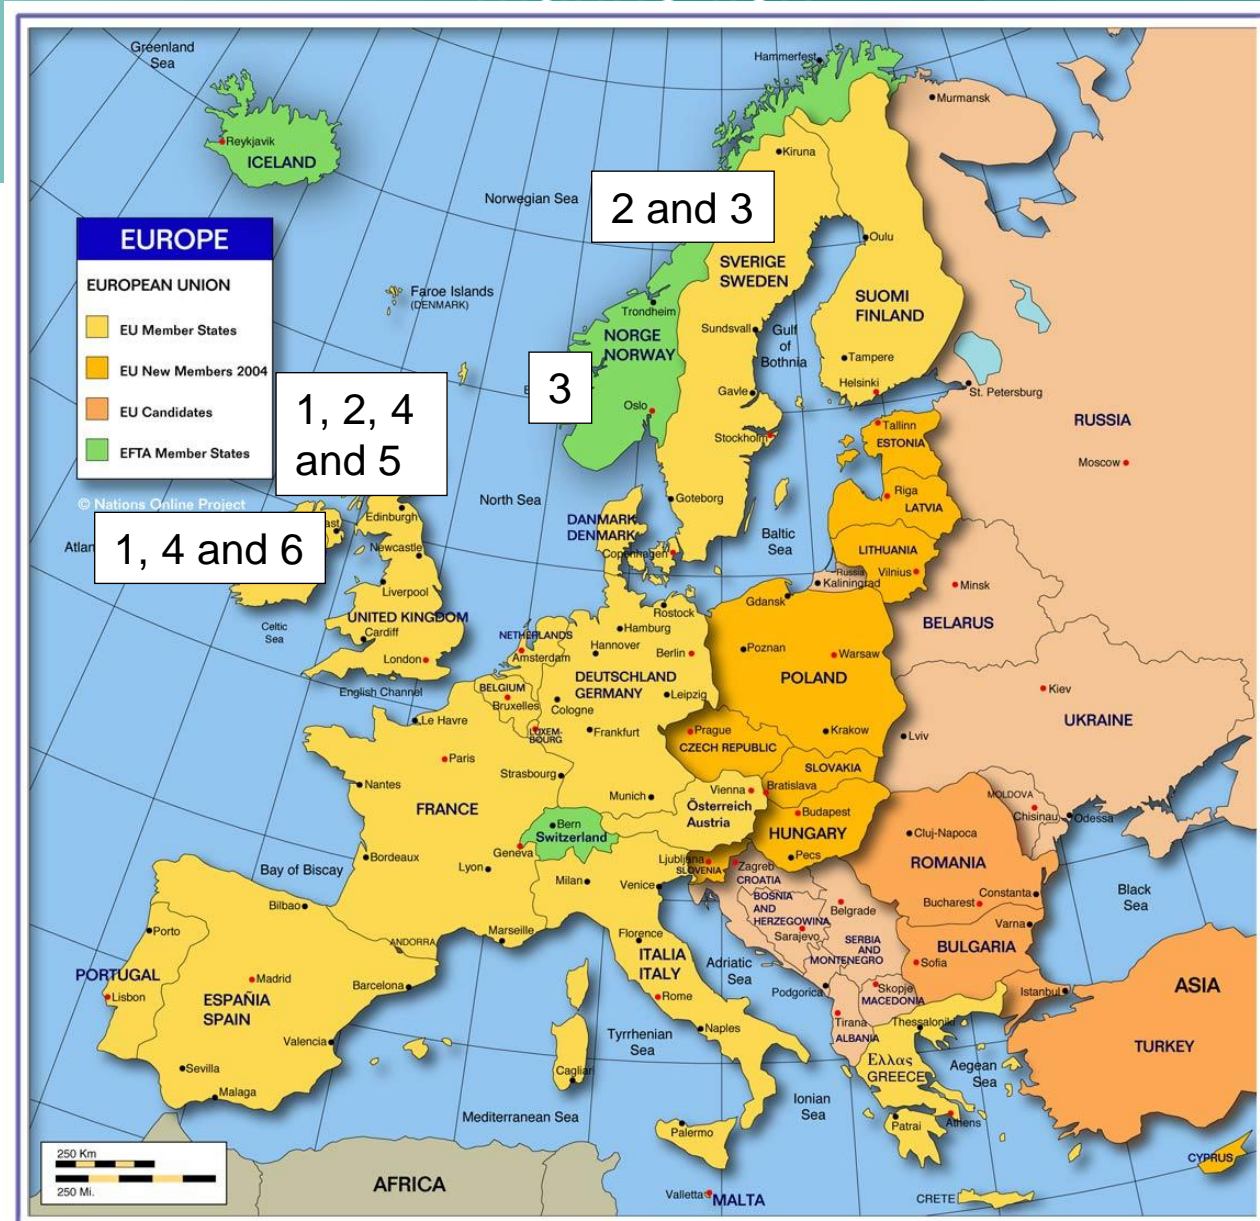 Greenland
Sea
Hammerfest
Murmansk
Reykjavik
ICELAND
Kiruna
Norwegian Sea
2 and 3
EUROPE
EUROPEAN UNION
EU Member States
EU New Members 2004
EU Candidates
EFTA Member States
© Nations Online Project
Faroe Islands
(DENMARK)
Oulu
SVERIGE
SWEDEN
SUOMI
FINLAND
Trondheim
NORGE
NORWAY
Sundsvall
Gulf
of
Bothnia
Tampere
Helsinki
3
Oslo
Gavle
Stockholm
St. Petersburg
1, 2, 4
and 5
Tallinn
ESTONIA
RUSSIA
Moscow
North Sea
Goteborg
Riga
LATVIA
1, 4 and 6
Edinburgh
Newcastle
Liverpool
UNITED KINGDOM
Cardiff
London
Celtic
Sea
English Channel
DANMARK
DENMARK
Copenhagen
Baltic
Sea
LITHUANIA
Vilnius
Russia
Kaliningrad
Minsk
BELARUS
Gdansk
Rostock
Hamburg
NETHERLANDS
Amsterdam
Hannover
Berlin
Poznan
Warsaw
POLAND
DEUTSCHLAND
GERMANY
Leipzig
BELGIUM
Bruxelles
Cologne
Kiev
UKRAINE
Le Havre
LUXEM-
BOURG
Frankfurt
Prague
CZECH REPUBLIC
Krakow
Lviv
Paris
Strasbourg
SLOVAKIA
Nantes
Munich
Vienna
Bratislava
FRANCE
Österreich
Austria
Budapest
HUNGARY
MOLDOVA
Chisinau
Odessa
Bern
Switzerland
Geneva
Cluj-Napoca
ROMANIA
Bay of Biscay
Bordeaux
Lyon
Milan
Venice
Ljubljana
SLOVENIA
Zagreb
CROATIA
Pecs
Bilbao
BOSNIA
AND
HERZEGOWINA
Sarajevo
Belgrade
Bucharest
Constanta
Black
Sea
Varna
Porto
ANDORRA
Marseille
Florence
ITALIA
ITALY
Adriatic
Sea
SERBIA
AND
MONTENEGRO
BULGARIA
Sofia
PORTUGAL
Lisbon
Madrid
ESPAÑIA
SPAIN
Barcelona
Rome
Podgorica
Skopje
MACEDONIA
Istanbul
ASIA
Valencia
Tyrrhenian
Sea
Naples
Tirana
ALBANIA
Thessaloniki
TURKEY
Sevilla
Malaga
Cagliari
Ελλας
GREECE
Aegean
Sea
Mediterranean Sea
Ionian
Sea
Palermo
Patrai
Athens
250 Km
250 Mi.
AFRICA
Valletta
MALTA
CRETE
CYPRUS